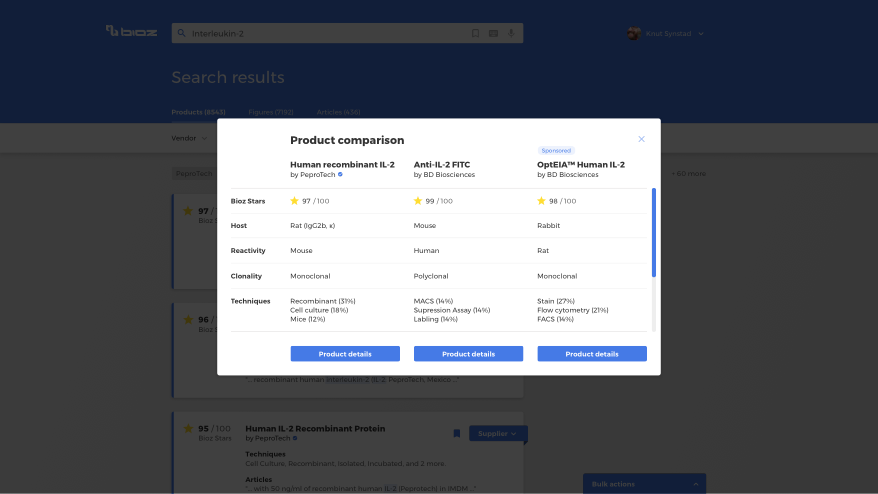 bioz
Interleukin-2
Knut Synstad
Search results
Products (8543)
Figures (7192)
Articles (430)
Vendor
PeproTech
+ 60 more
Product comparison
Sponsored
Human recombinant IL-2
Anti-IL-2 FITC
OptEIA™ Human IL-2
by PeproTech
by BD Biosciences
by BD Biosciences
Bioz Stars
97 / 100
99 / 100
98 / 100
Host
Rat (IgG2b, κ)
Mouse
Rabbit
Reactivity
Mouse
Human
Rat
Clonality
Monoclonal
Polyclonal
Monoclonal
Techniques
Recombinant (31%)
MACS (14%)
Stain (27%)
Cell culture (18%)
Supression Assay (14%)
Flow cytometry (21%)
Mice (12%)
Labling (14%)
FACS (14%)
Product details
Product details
Product details
97 /
Bioz S
96 /
Bioz S
"... recombinant human interleukin-2 (IL-2, PeproTech, Mexico ..."
95 / 100
Bioz Stars
Human IL-2 Recombinant Protein
by PeproTech
Supplier
Techniques
Cell Culture, Recombinant, Isolated, Incubated, and 2 more
Articles
"... with 50 ng/ml of recombinant human IL-2 (Peprotech) in IMDM ..."
Bulk actions